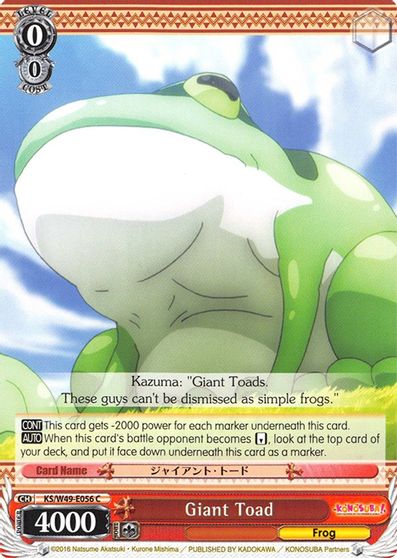 LEVEL
0
0
COST
Kazuma: "Giant Toads.
These guys can't be dismissed as simple frogs."
CONT This card gets -2000 power for each marker underneath this card.
AUTO When this card's battle opponent becomes , look at the top card of
your deck, and put it face down underneath this card as a marker.
Card Name ジャイアント・トード
CH KS/W49-E056 C
POWER 4000 SOUL Giant Toad KONOSUBA!
Frog
©2016 Natsume Akatsuki・Kurone Mishima / PUBLISHED BY KADOKAWA / KONOSUBA Partners